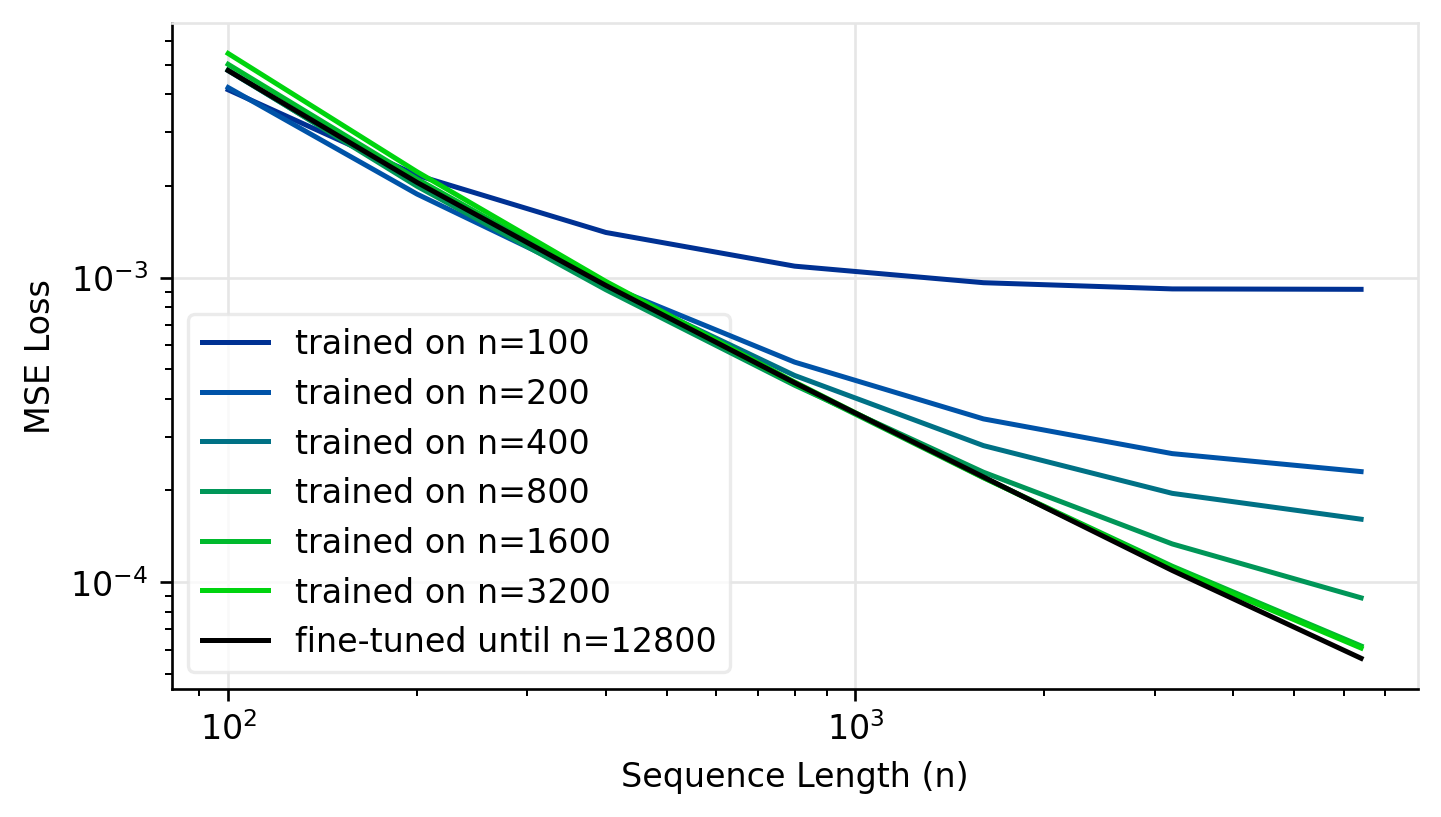 MSE Loss
10⁻³
10⁻⁴
trained on n=100
trained on n=200
trained on n=400
trained on n=800
trained on n=1600
trained on n=3200
fine-tuned until n=12800
10² 10³
Sequence Length (n)